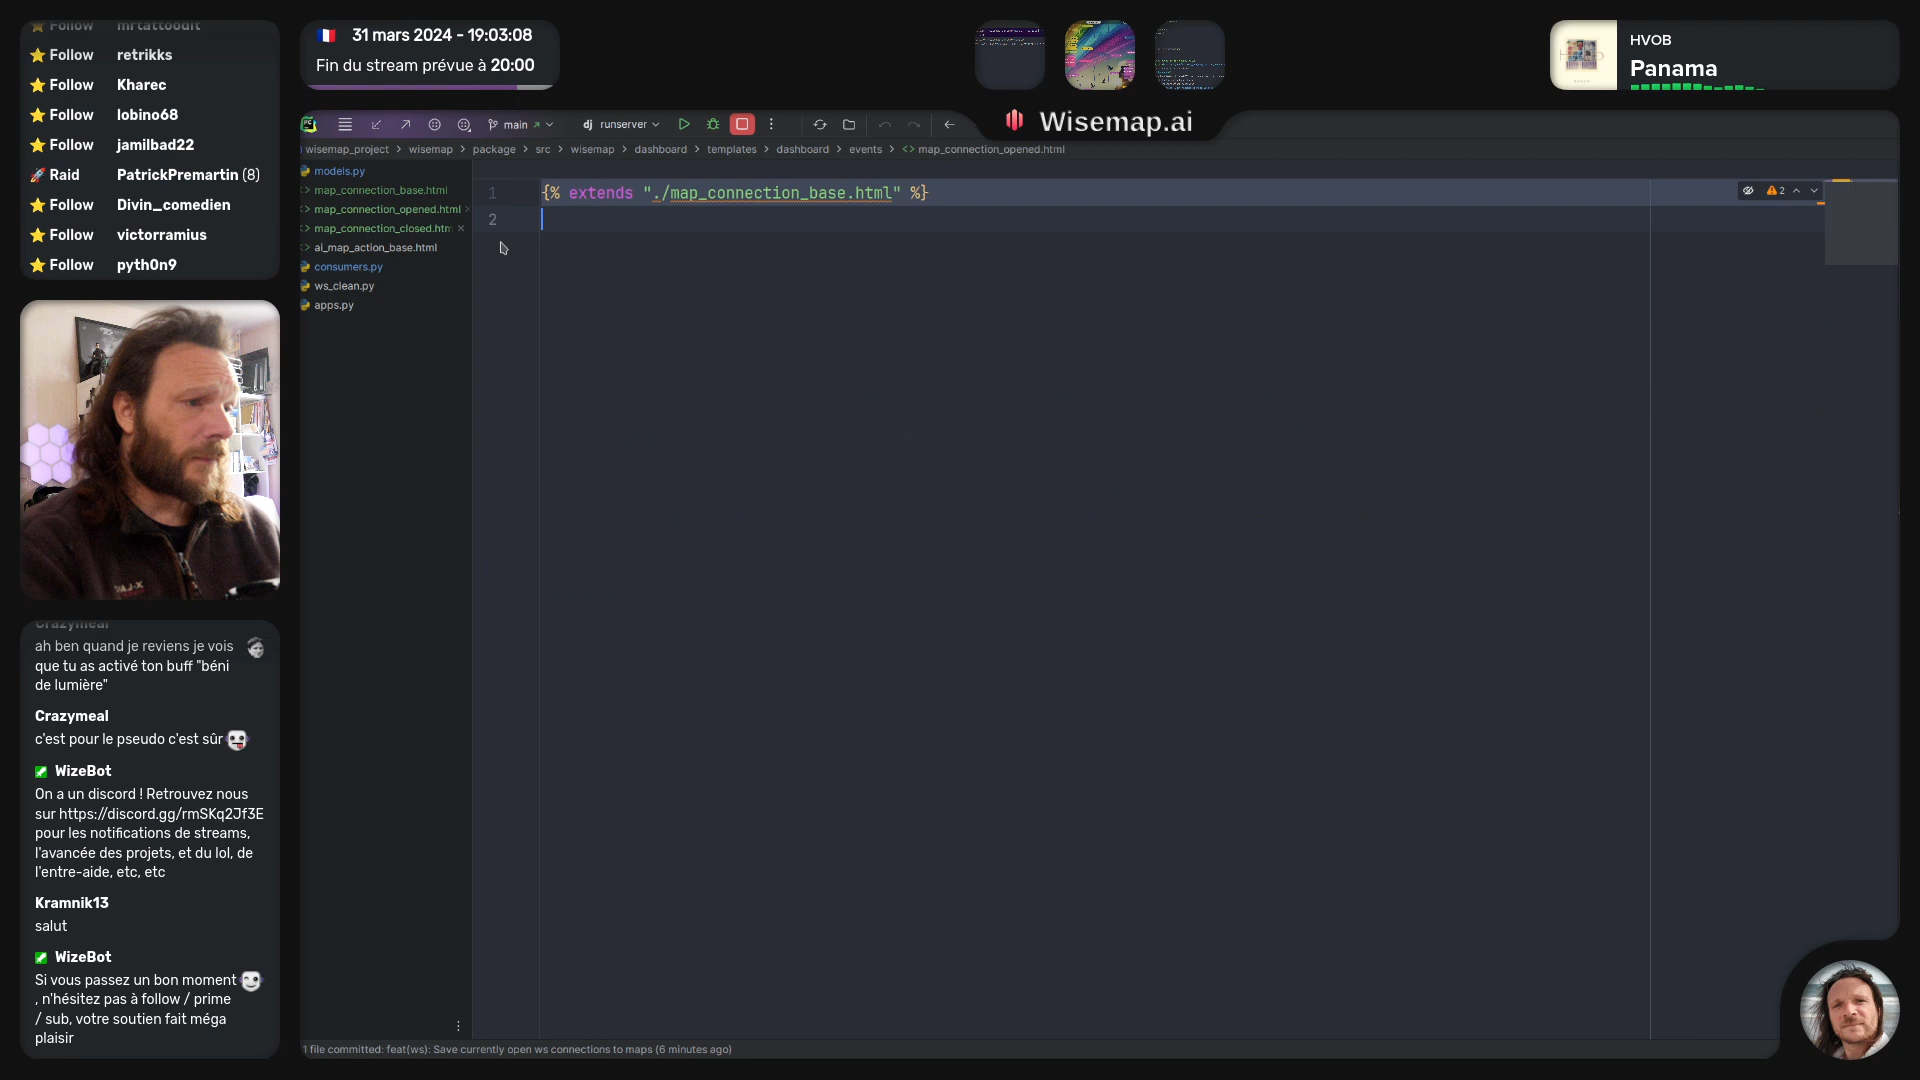 Follow mrtattoodit
Follow retrikks
Follow Kharec
Follow lobino68
Follow jamilbad22
Raid PatrickPremartin (8)
Follow Divin_comedien
Follow victorramius
Follow pyth0n9
31 mars 2024 - 19:03:08
Fin du stream prévue à 20:00
HVOB
Panama
Wisemap.ai
main
dj runserver
wisemap_project > wisemap > package > src > wisemap > dashboard > templates > dashboard > events > <> map_connection_opened.html
models.py
map_connection_base.html
map_connection_opened.html
map_connection_closed.htm
ai_map_action_base.html
consumers.py
ws_clean.py
apps.py
1 {% extends "./map_connection_base.html" %}
2
2
Crazymeal
ah ben quand je reviens je vois
que tu as activé ton buff "béni
de lumière"
Crazymeal
c'est pour le pseudo c'est sûr
WizeBot
On a un discord ! Retrouvez nous
sur https://discord.gg/rmSKq2Jf3E
pour les notifications de streams,
l'avancée des projets, et du lol, de
l'entre-aide, etc, etc
Kramnik13
salut
WizeBot
Si vous passez un bon moment
, n'hésitez pas à follow / prime
/ sub, votre soutien fait méga
plaisir
1 file committed: feat(ws): Save currently open ws connections to maps (6 minutes ago)